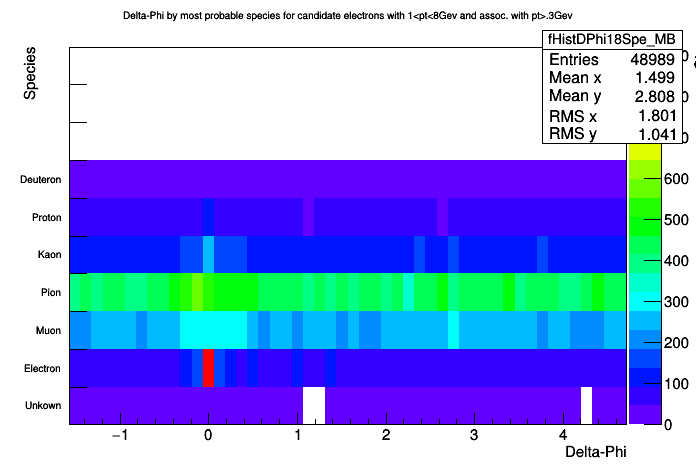 Delta-Phi by most probable species for candidate electrons with 1<pt<8Gev and assoc. with pt>.3Gev
fHistDPhi18Spe_MB
Entries 48989
Mean x 1.499
Mean y 2.808
RMS x 1.801
RMS y 1.041
Species
Deuteron
Proton
Kaon
Pion
Muon
Electron
Unkown
600
500
400
300
200
100
0
−1 0 1 2 3 4
Delta-Phi